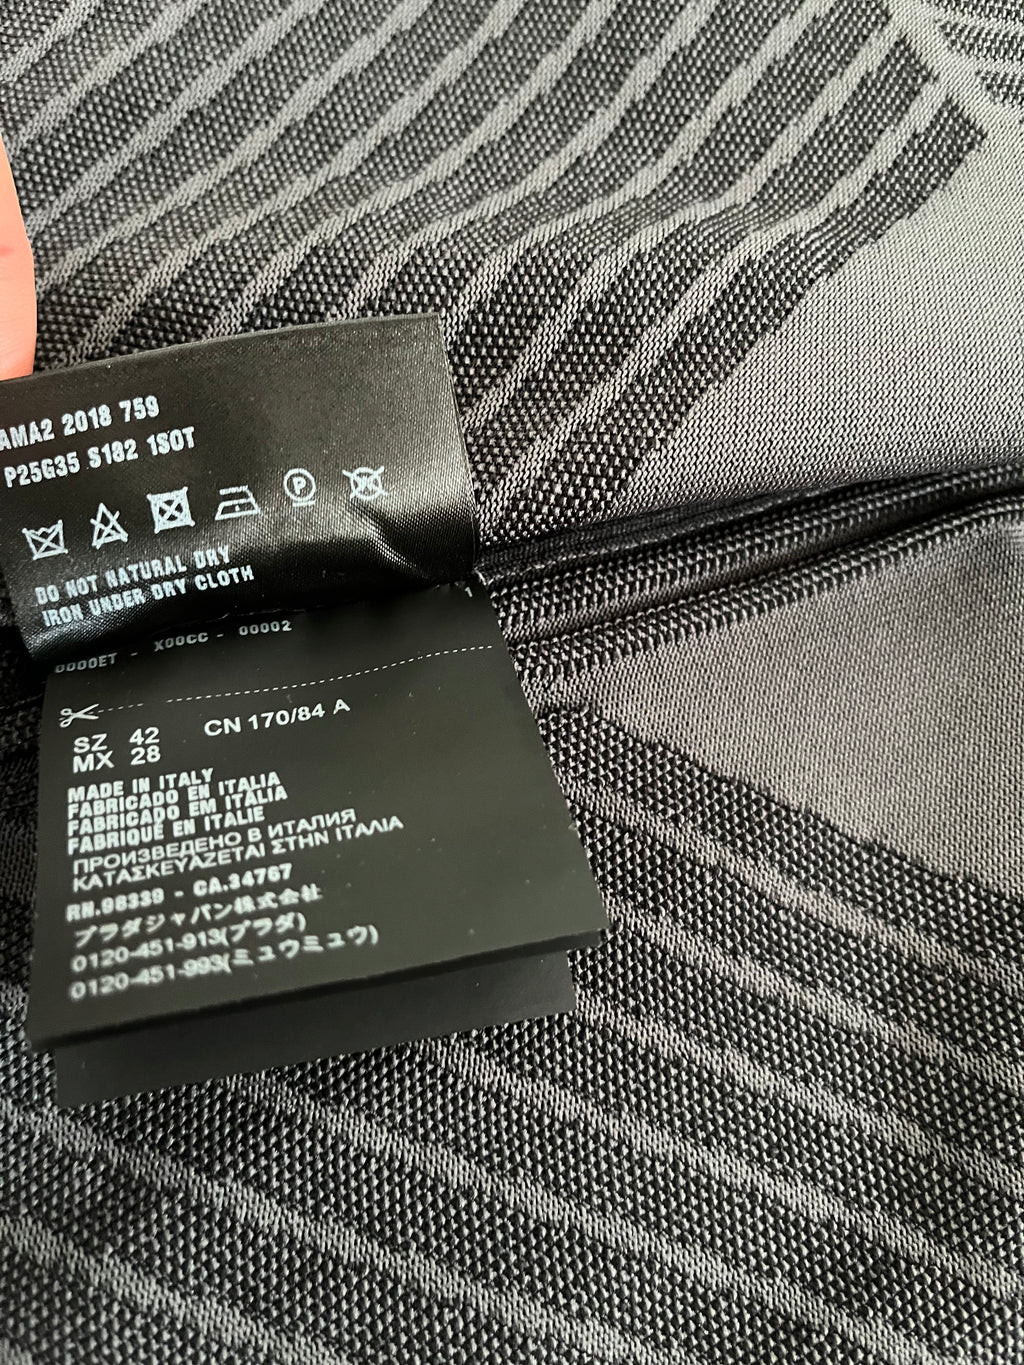 AMA2 2018 759
P25G35 S182 1SOT
P
DO NOT NATURAL DRY
IRON UNDER DRY CLOTH
1
0000ET - X00CC - 00002
SZ 42 CN 170/84 A
MX 28
MADE IN ITALY
FABRICADO EN ITALIA
FABRICADO EM ITALIA
FABRIQUÉ EN ITALIE
ПРОИЗВЕДЕНО В ИТАЛИЯ
ΚΑΤΑΣΚΕΥΑΖΕΤΑΙ ΣΤΗΝ ΙΤΑΛΙΑ
RN.96339 - CA.34767
プラダジャパン株式会社
0120-451-913(プラダ)
0120-451-993(ミュウミュウ)